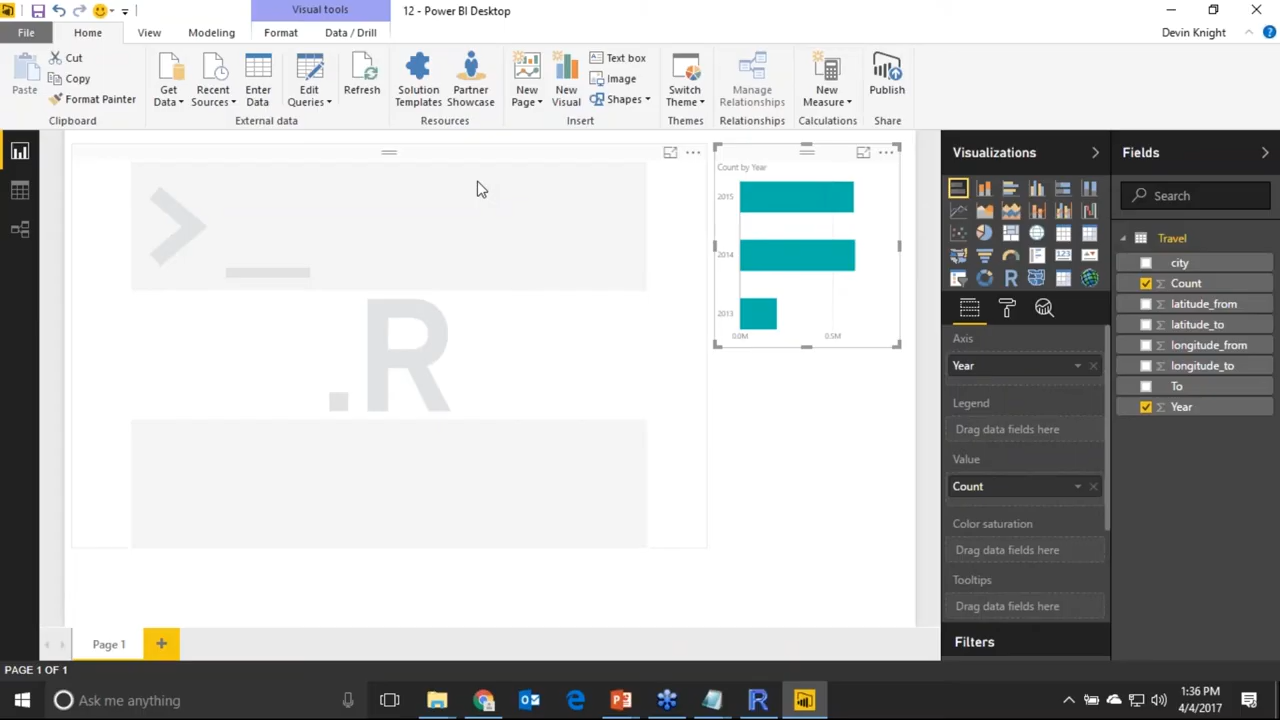 Visual tools
12 - Power BI Desktop
File
Home
View
Modeling
Format
Data / Drill
Devin Knight
Paste
Cut
Copy
Format Painter
Clipboard
Get Data
Recent Sources
Enter Data
Edit Queries
Refresh
External data
Solution Templates
Partner Showcase
Resources
New Page
New Visual
Text box
Image
Shapes
Insert
Switch Theme
Themes
Manage Relationships
Relationships
New Measure
Calculations
Publish
Share
>_
.R
Count by Year
2015
2014
2013
0.0M
0.5M
Visualizations
R
Axis
Year
Legend
Drag data fields here
Value
Count
Color saturation
Drag data fields here
Tooltips
Drag data fields here
Filters
Fields
Search
Travel
city
Σ Count
Σ latitude_from
Σ latitude_to
Σ longitude_from
Σ longitude_to
To
Σ Year
Page 1
PAGE 1 OF 1
Ask me anything
1:36 PM
4/4/2017